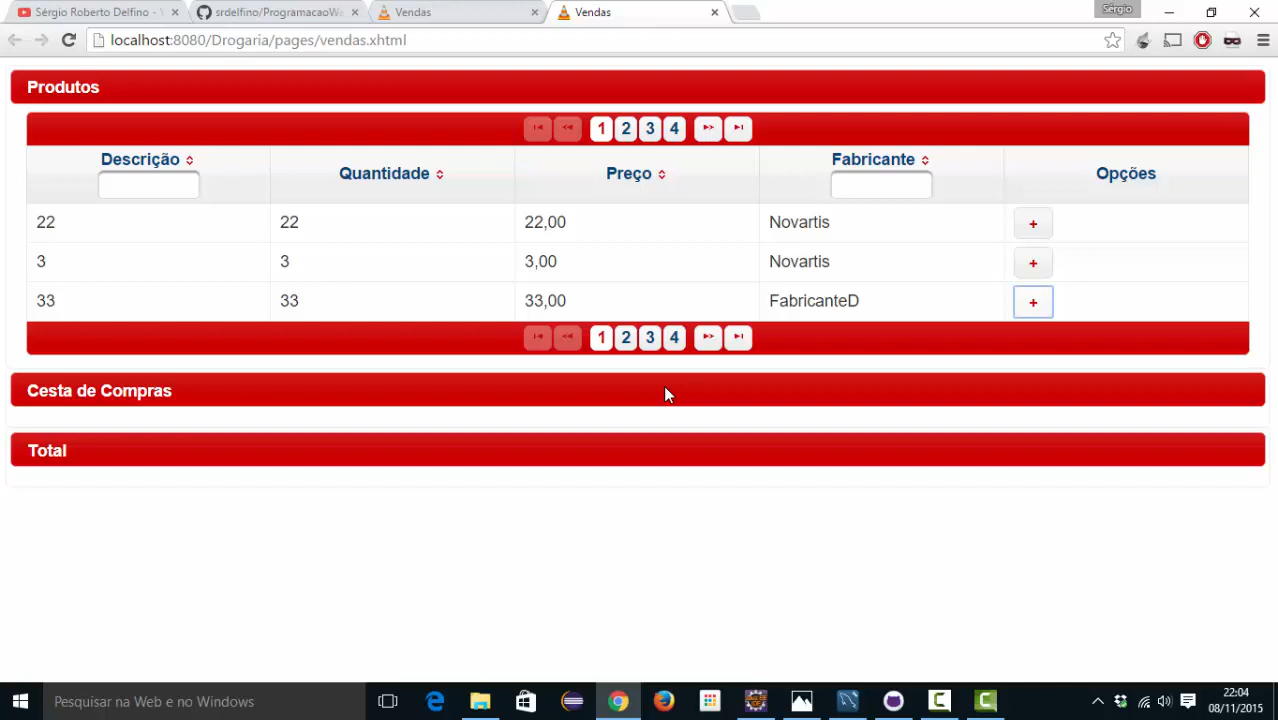 Sérgio Roberto Delfino - V
srdelfino/ProgramacaoWe
Vendas
Vendas
Sérgio
localhost:8080/Drogaria/pages/vendas.xhtml
Produtos
1 2 3 4
Descrição Quantidade Preço Fabricante Opções
22 22 22,00 Novartis +
3 3 3,00 Novartis +
33 33 33,00 FabricanteD +
1 2 3 4
Cesta de Compras
Total
Pesquisar na Web e no Windows
22:04
08/11/2015